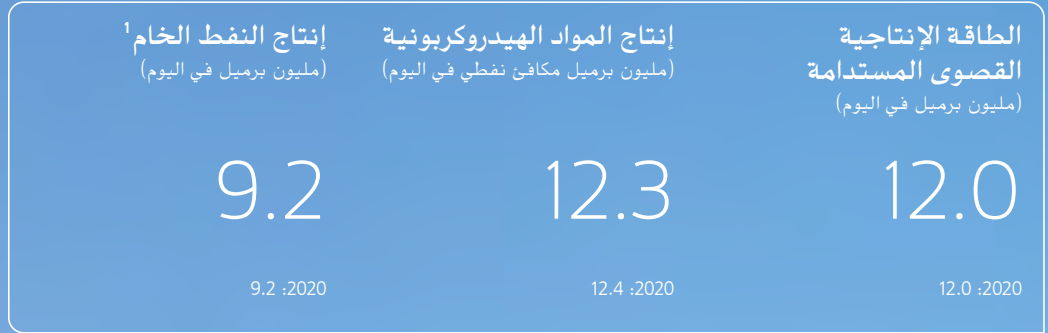 الطاقة الإنتاجية
القصوى المستدامة
(مليون برميل في اليوم)
12.0
2020: 12.0
إنتاج المواد الهيدروكربونية
(مليون برميل مكافئ نفطي في اليوم)
12.3
2020: 12.4
إنتاج النفط الخام¹
(مليون برميل في اليوم)
9.2
2020: 9.2